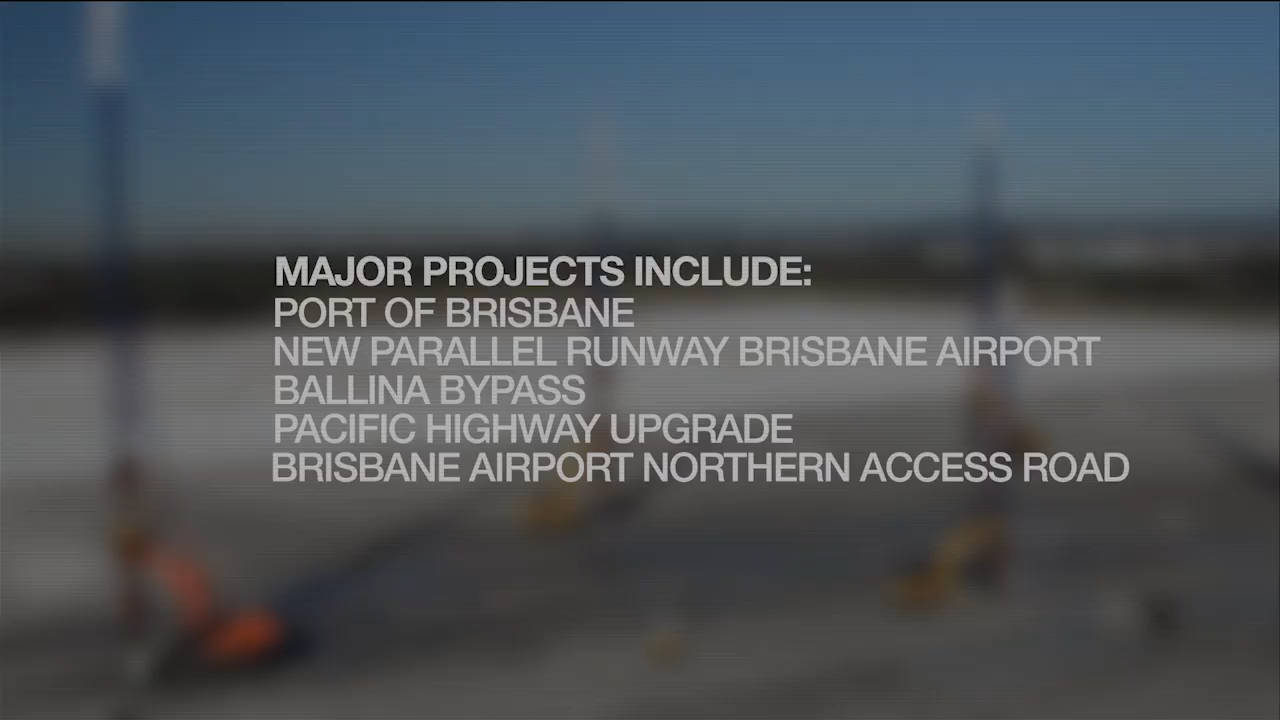 MAJOR PROJECTS INCLUDE:
PORT OF BRISBANE
NEW PARALLEL RUNWAY BRISBANE AIRPORT
BALLINA BYPASS
PACIFIC HIGHWAY UPGRADE
BRISBANE AIRPORT NORTHERN ACCESS ROAD